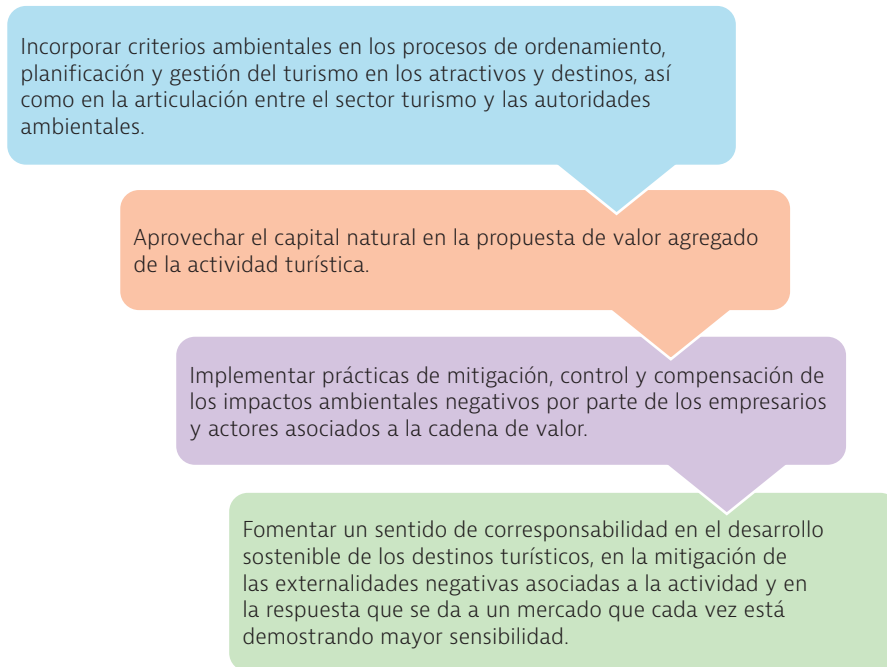 Incorporar criterios ambientales en los procesos de ordenamiento,
planificación y gestión del turismo en los atractivos y destinos, así
como en la articulación entre el sector turismo y las autoridades
ambientales.
Aprovechar el capital natural en la propuesta de valor agregado
de la actividad turística.
Implementar prácticas de mitigación, control y compensación de
los impactos ambientales negativos por parte de los empresarios
y actores asociados a la cadena de valor.
Fomentar un sentido de corresponsabilidad en el desarrollo
sostenible de los destinos turísticos, en la mitigación de
las externalidades negativas asociadas a la actividad y en
la respuesta que se da a un mercado que cada vez está
demostrando mayor sensibilidad.